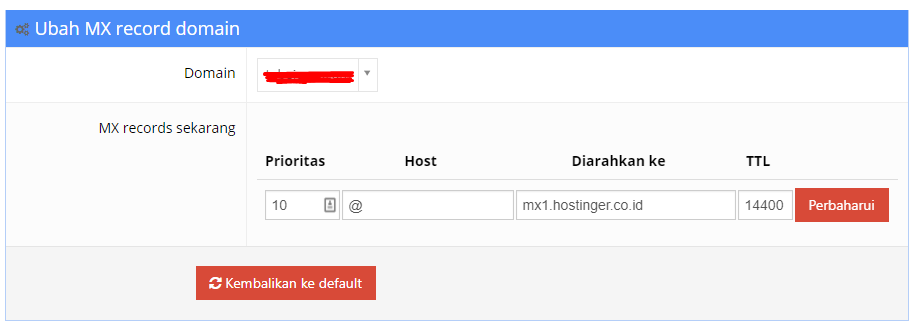 Ubah MX record domain
Domain
MX records sekarang
Prioritas Host Diarahkan ke TTL
10 @ mx1.hostinger.co.id 14400 Perbaharui
Kembalikan ke default